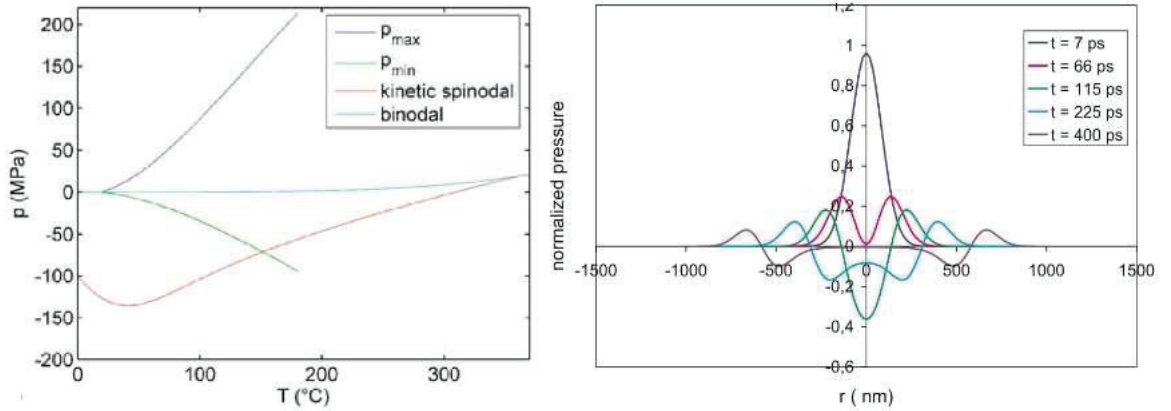 200
150
100
50
0
-50
-100
-150
-200
p (MPa)
0
100
200
300
T (°C)
p
max
p
min
kinetic spinodal
binodal
1,2
1
0,8
0,6
0,4
0,2
0
-0,2
-0,4
-0,6
normalized pressure
-1500
-1000
-500
0
500
1000
1500
r ( nm)
t = 7 ps
t = 66 ps
t = 115 ps
t = 225 ps
t = 400 ps